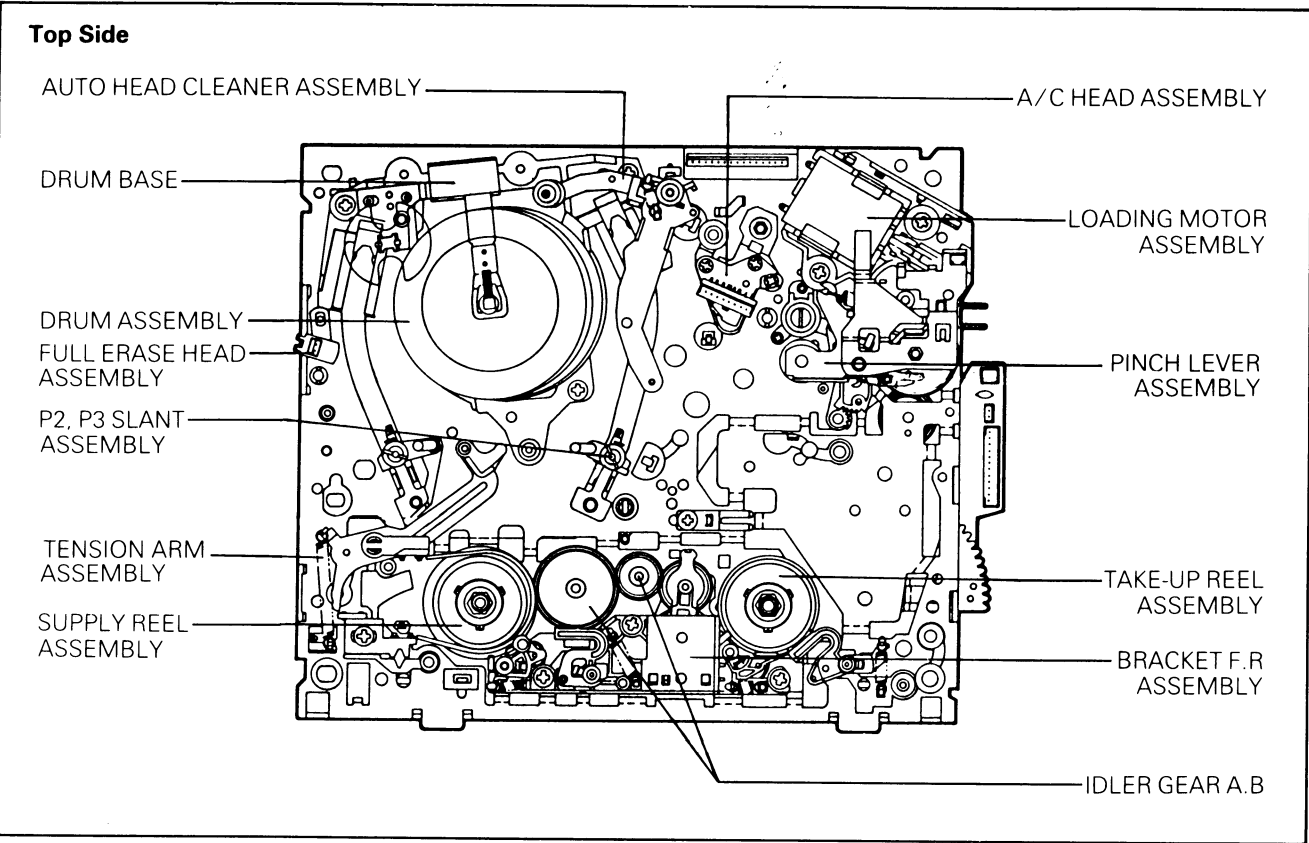 Top Side
AUTO HEAD CLEANER ASSEMBLY
DRUM BASE
DRUM ASSEMBLY
FULL ERASE HEAD
ASSEMBLY
P2, P3 SLANT
ASSEMBLY
TENSION ARM
ASSEMBLY
SUPPLY REEL
ASSEMBLY
A/C HEAD ASSEMBLY
LOADING MOTOR
ASSEMBLY
PINCH LEVER
ASSEMBLY
TAKE-UP REEL
ASSEMBLY
BRACKET F.R
ASSEMBLY
IDLER GEAR A.B